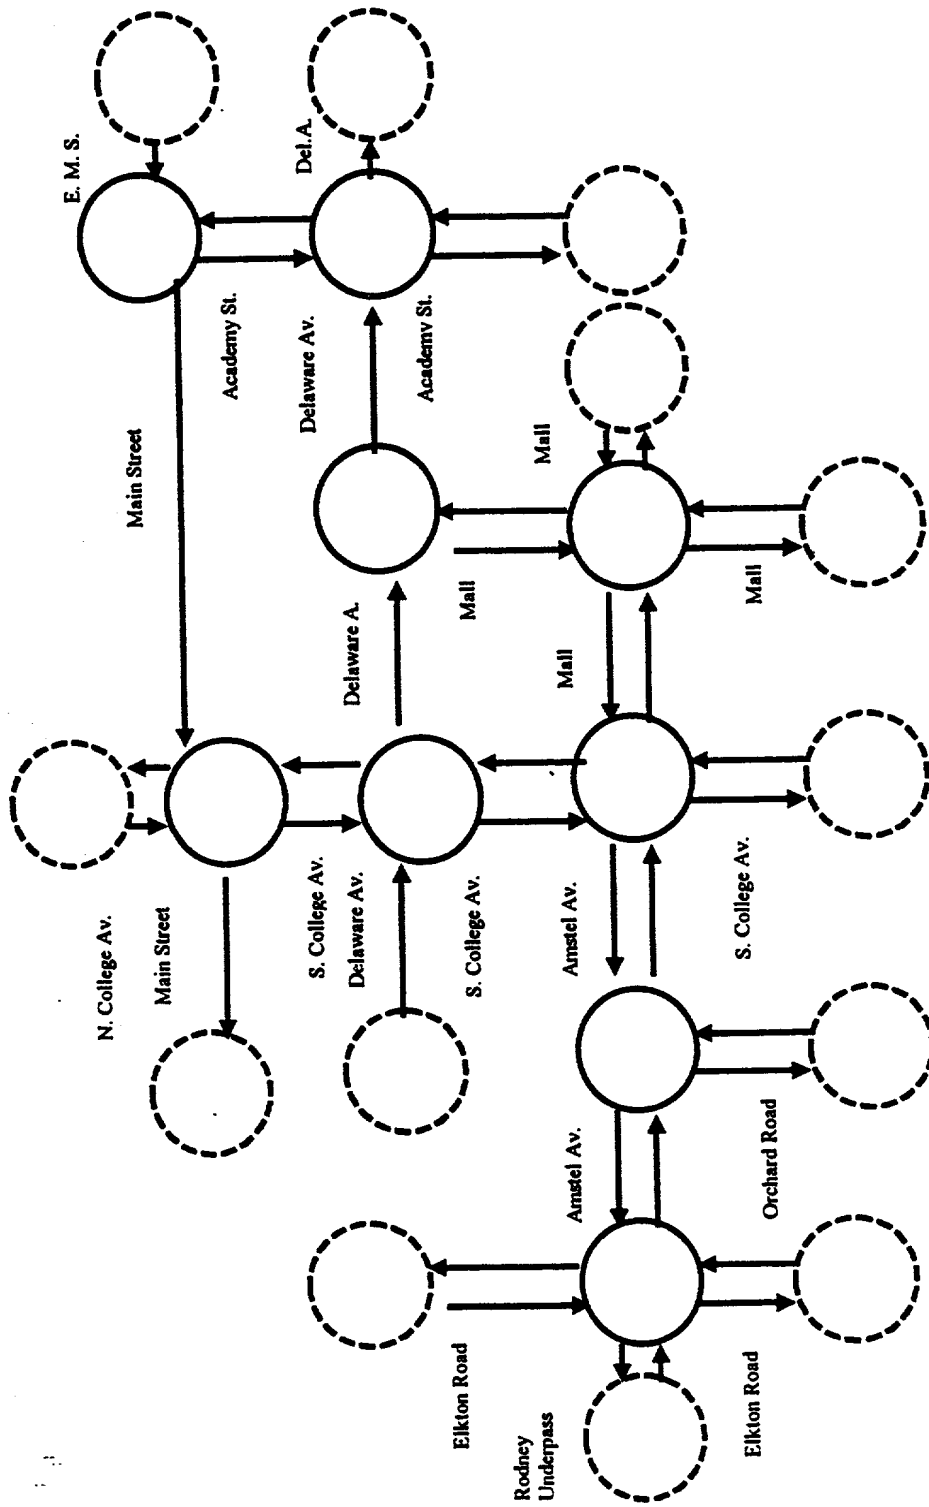 E. M. S.
Del.A.
Academy St.
Delaware Av.
Academy St.
Main Street
Mall
Delaware A.
Mall
Mall
Mall
N. College Av.
Main Street
S. College Av.
Delaware Av.
S. College Av.
Amstel Av.
S. College Av.
Amstel Av.
Orchard Road
Elkton Road
Rodney
Underpass
Elkton Road